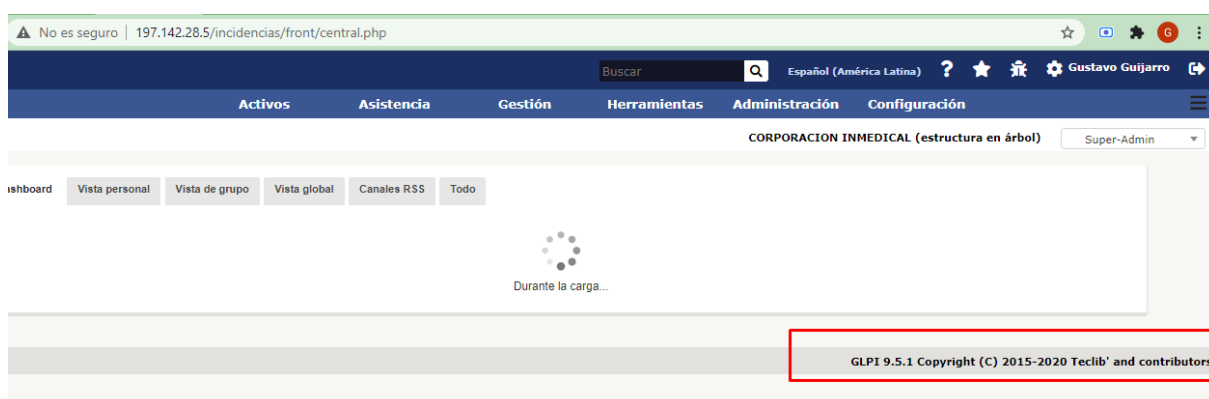 No es seguro | 197.142.28.5/incidencias/front/central.php
G
Buscar Español (América Latina) ? Gustavo Guijarro
Activos Asistencia Gestión Herramientas Administración Configuración
CORPORACION INMEDICAL (estructura en árbol) Super-Admin
ashboard Vista personal Vista de grupo Vista global Canales RSS Todo
Durante la carga...
GLPI 9.5.1 Copyright (C) 2015-2020 Teclib' and contributors